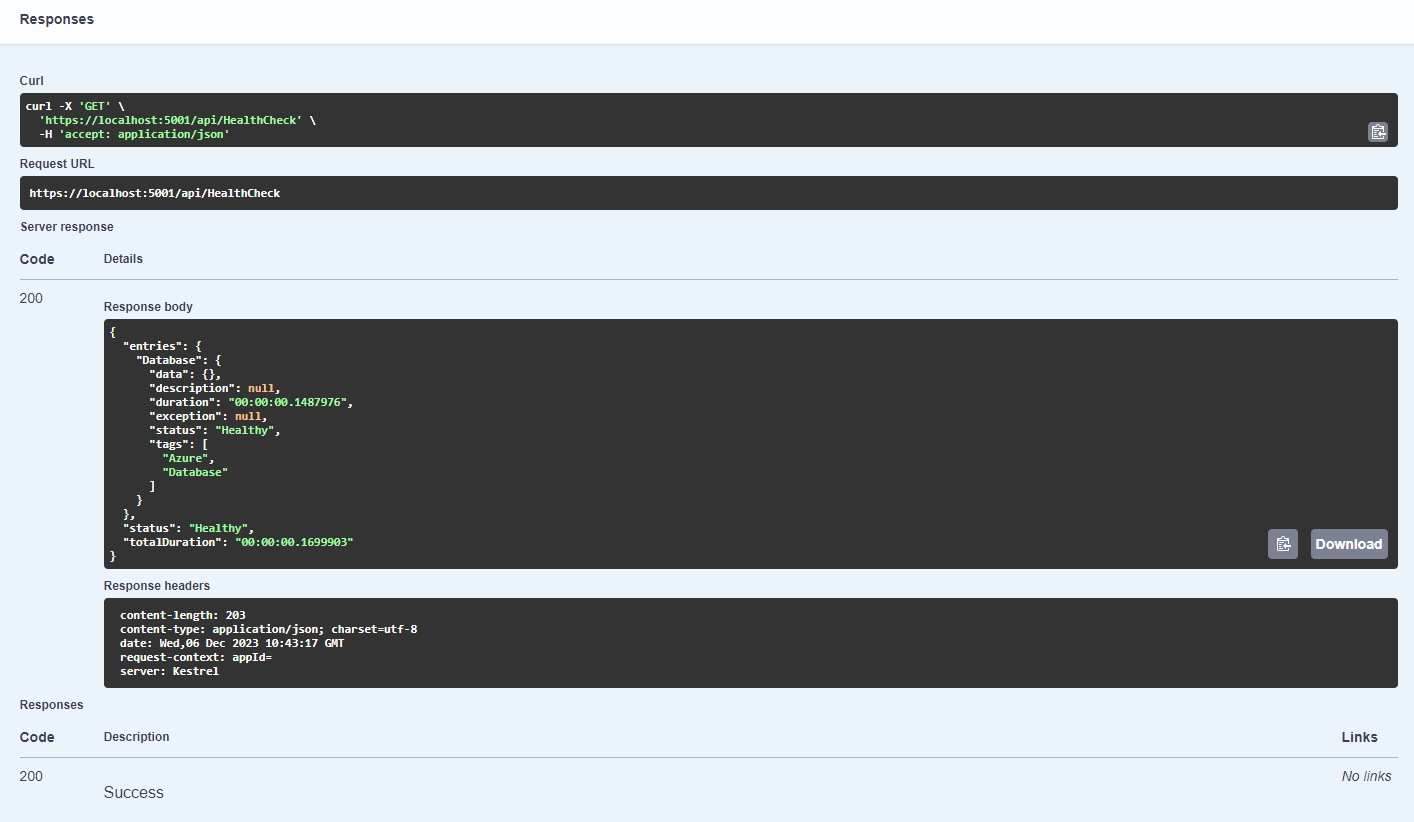 Responses
Curl
curl -X 'GET' \
  'https://localhost:5001/api/HealthCheck' \
  -H 'accept: application/json'
Request URL
https://localhost:5001/api/HealthCheck
Server response
Code Details
200
Response body
{
  "entries": {
    "Database": {
      "data": {},
      "description": null,
      "duration": "00:00:00.1487976",
      "exception": null,
      "status": "Healthy",
      "tags": [
        "Azure",
        "Database"
      ]
    }
  },
  "status": "Healthy",
  "totalDuration": "00:00:00.1699903"
}
Download
Response headers
content-length: 203
content-type: application/json; charset=utf-8
date: Wed,06 Dec 2023 10:43:17 GMT
request-context: appId=
server: Kestrel
Responses
Code Description Links
200 No links
Success